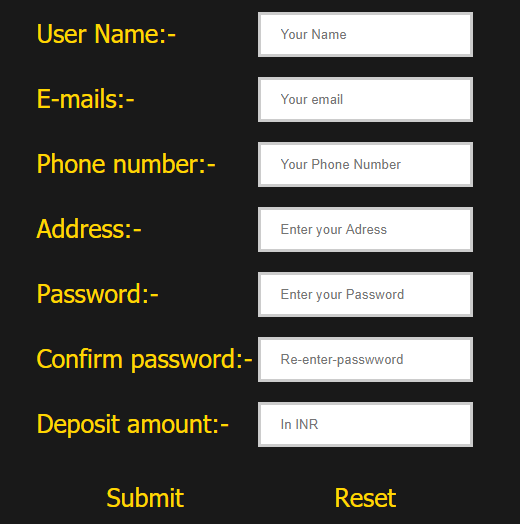 User Name:- Your Name
E-mails:- Your email
Phone number:- Your Phone Number
Address:- Enter your Adress
Password:- Enter your Password
Confirm password:- Re-enter-passwword
Deposit amount:- In INR
Submit Reset